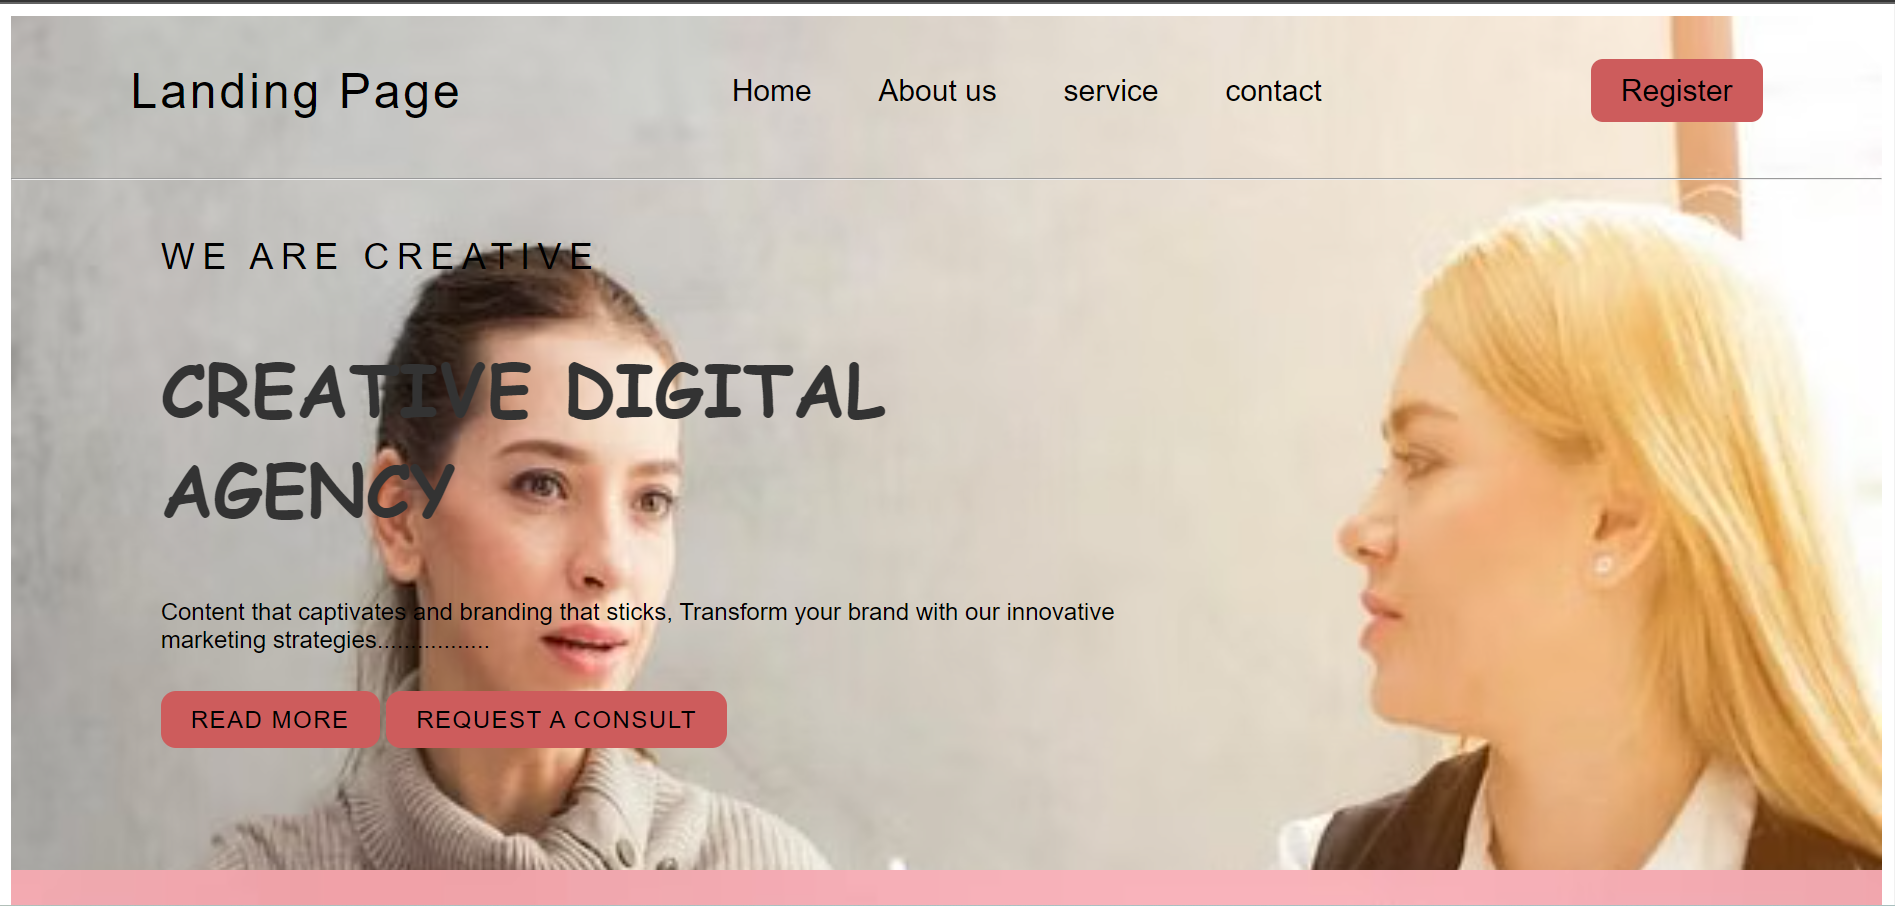 Landing Page
Home About us service contact
Register
WE ARE CREATIVE
CREATIVE DIGITAL
AGENCY
Content that captivates and branding that sticks, Transform your brand with our innovative
marketing strategies.................
READ MORE
REQUEST A CONSULT